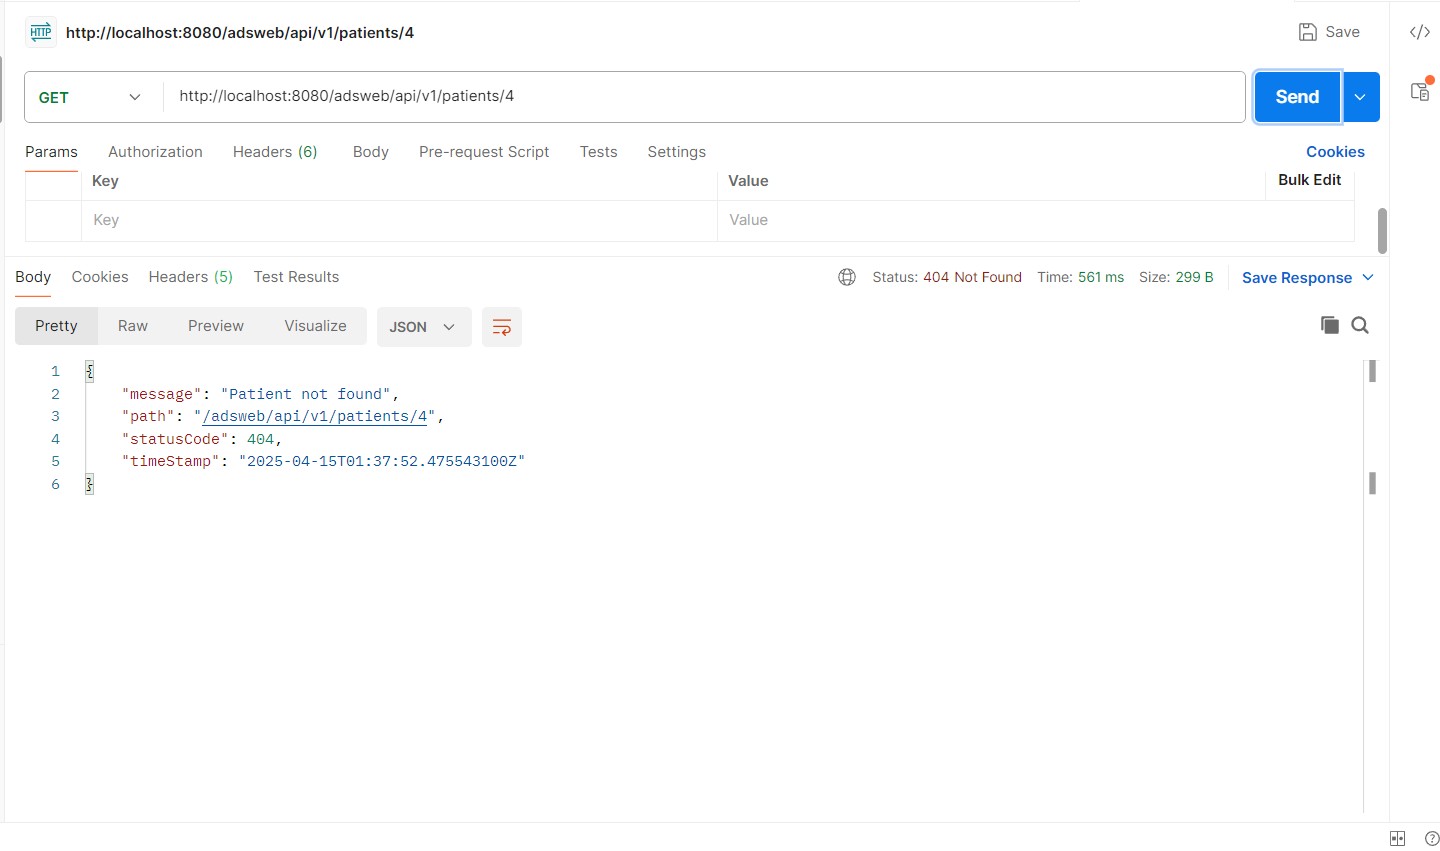 HTTP http://localhost:8080/adsweb/api/v1/patients/4 Save </>
GET http://localhost:8080/adsweb/api/v1/patients/4 Send
Params Authorization Headers (6) Body Pre-request Script Tests Settings Cookies
Key Value Bulk Edit
Key Value
Body Cookies Headers (5) Test Results Status: 404 Not Found Time: 561 ms Size: 299 B Save Response
Pretty Raw Preview Visualize JSON
1 {
2 "message": "Patient not found",
3 "path": "/adsweb/api/v1/patients/4",
4 "statusCode": 404,
5 "timeStamp": "2025-04-15T01:37:52.475543100Z"
6 }